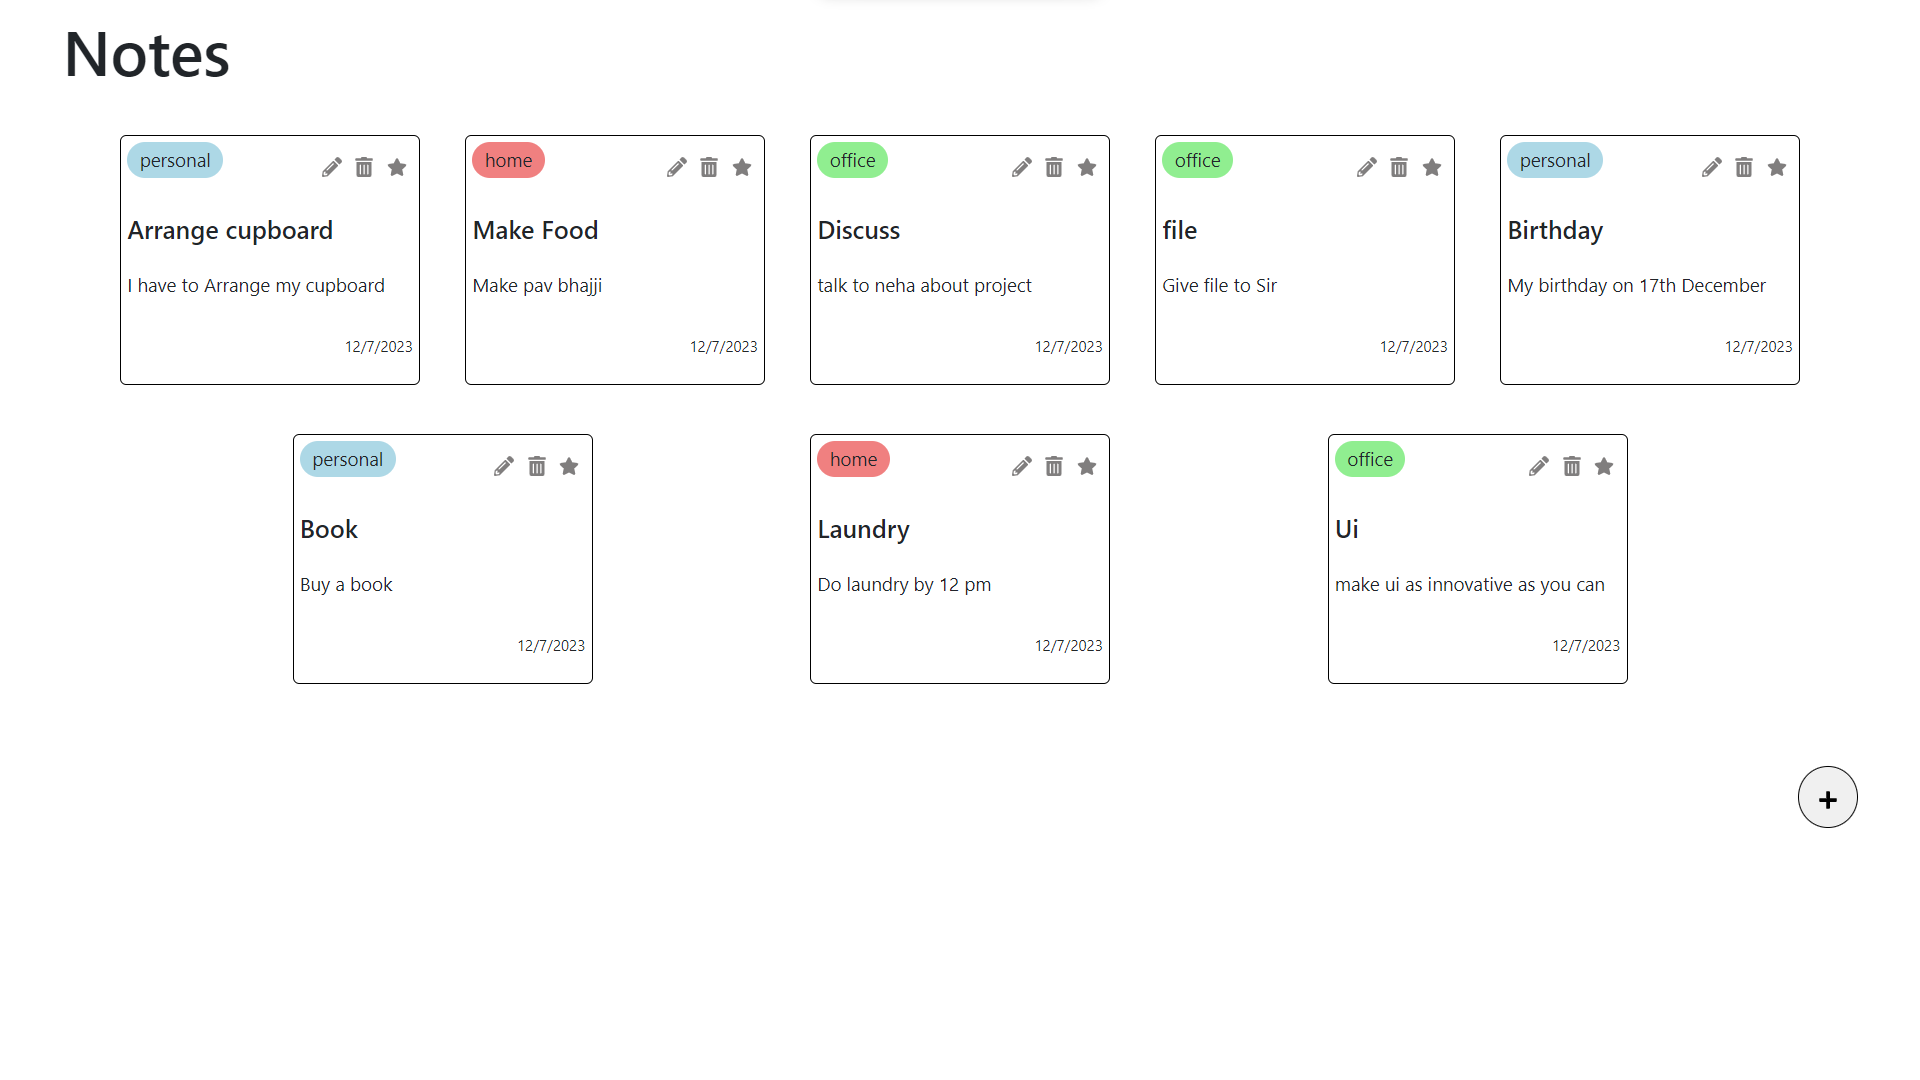 Notes
personal
Arrange cupboard
I have to Arrange my cupboard
12/7/2023
home
Make Food
Make pav bhajji
12/7/2023
office
Discuss
talk to neha about project
12/7/2023
office
file
Give file to Sir
12/7/2023
personal
Birthday
My birthday on 17th December
12/7/2023
personal
Book
Buy a book
12/7/2023
home
Laundry
Do laundry by 12 pm
12/7/2023
office
Ui
make ui as innovative as you can
12/7/2023
+